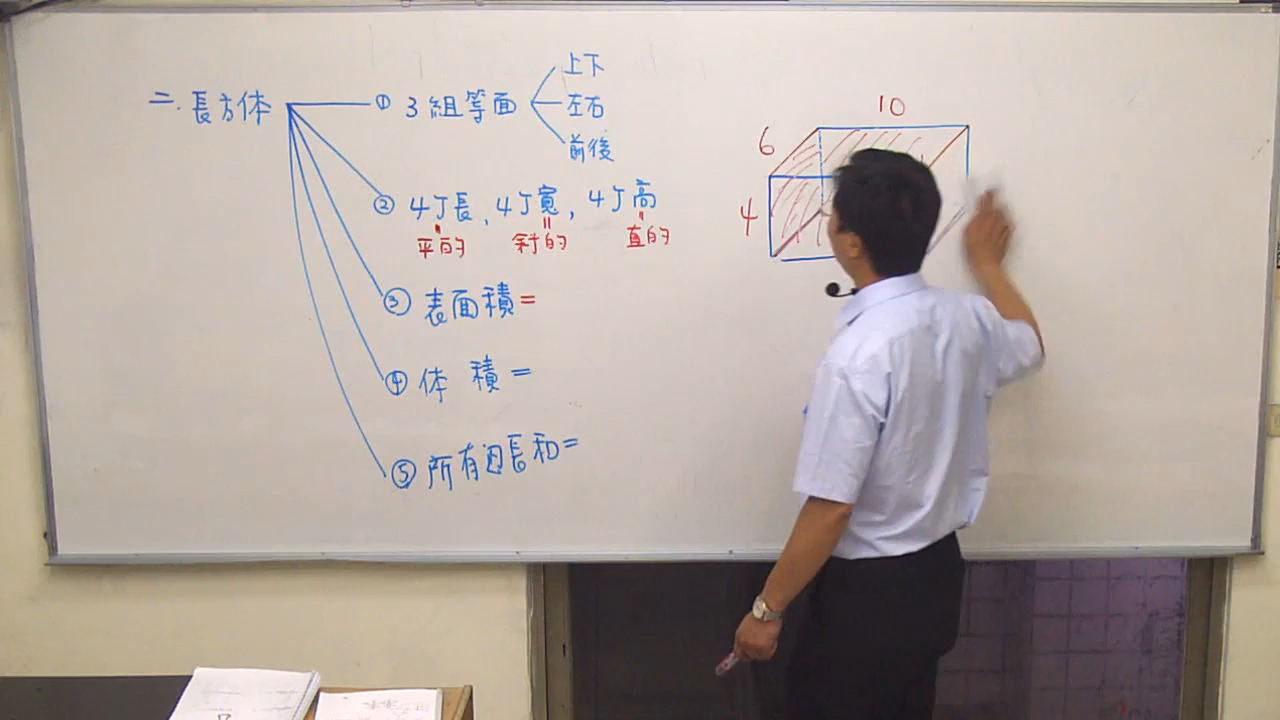 二.長方体
① 3組等面
上下
左右
前後
② 4丁長,4丁寬,4丁高
平的 斜的 直的
③ 表面積=
④ 体積=
⑤ 所有边長和=
10
6
4